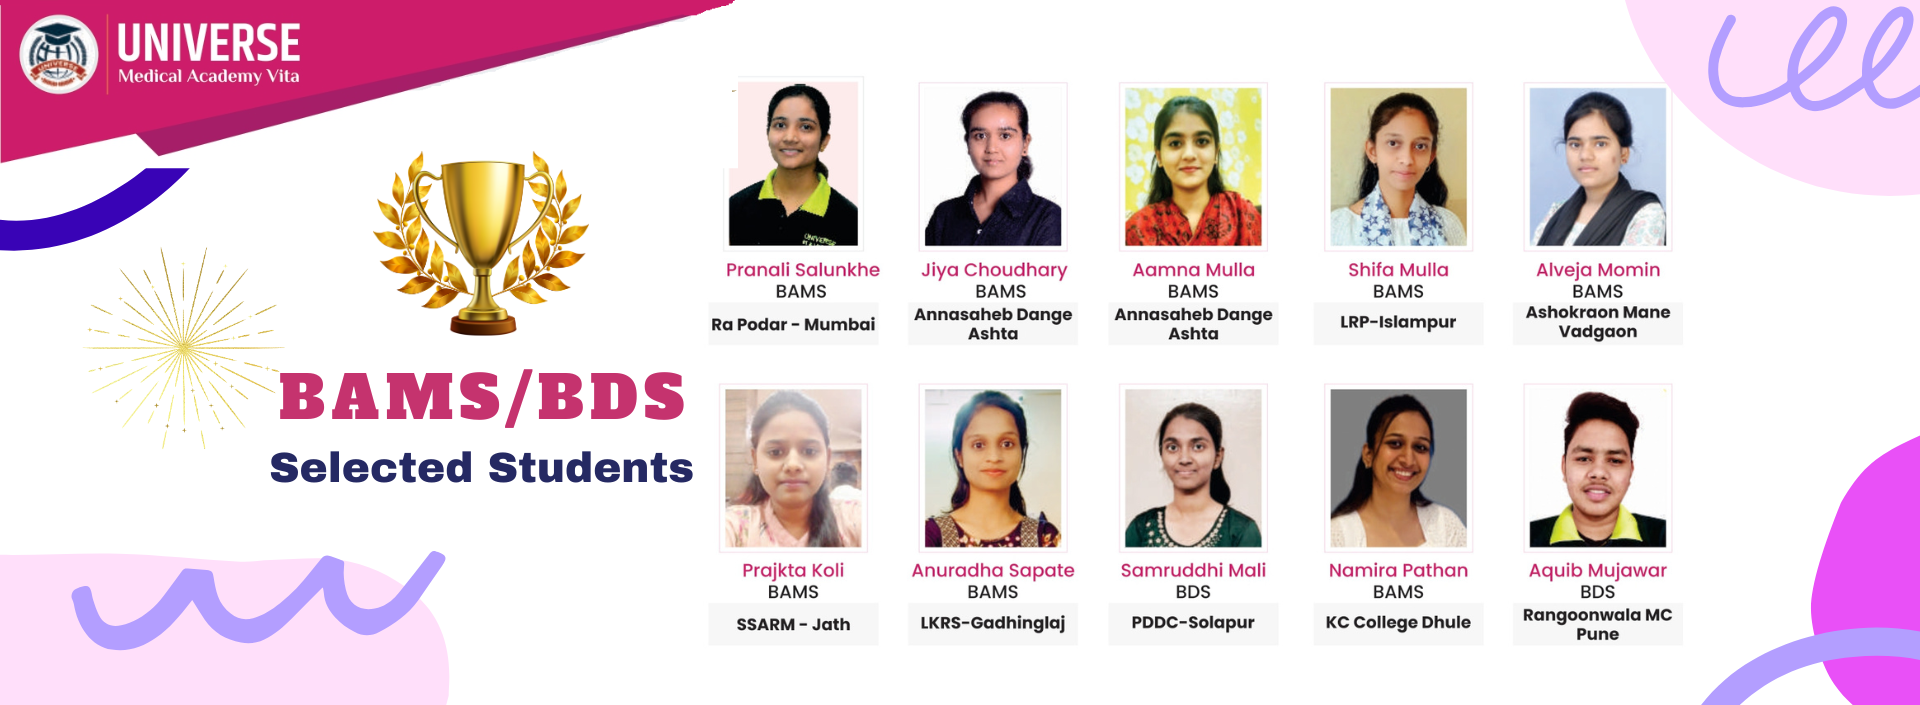 UNIVERSE
Medical Academy Vita
UNIVERSE
BAMS/BDS
Selected Students
UNIVERSE
Pranali Salunkhe
BAMS
Ra Podar - Mumbai
Jiya Choudhary
BAMS
Annasaheb Dange
Ashta
Aamna Mulla
BAMS
Annasaheb Dange
Ashta
Shifa Mulla
BAMS
LRP-Islampur
Alveja Momin
BAMS
Ashokraon Mane
Vadgaon
Prajkta Koli
BAMS
SSARM - Jath
Anuradha Sapate
BAMS
LKRS-Gadhinglaj
Samruddhi Mali
BDS
PDDC-Solapur
Namira Pathan
BAMS
KC College Dhule
Aquib Mujawar
BDS
Rangoonwala MC
Pune